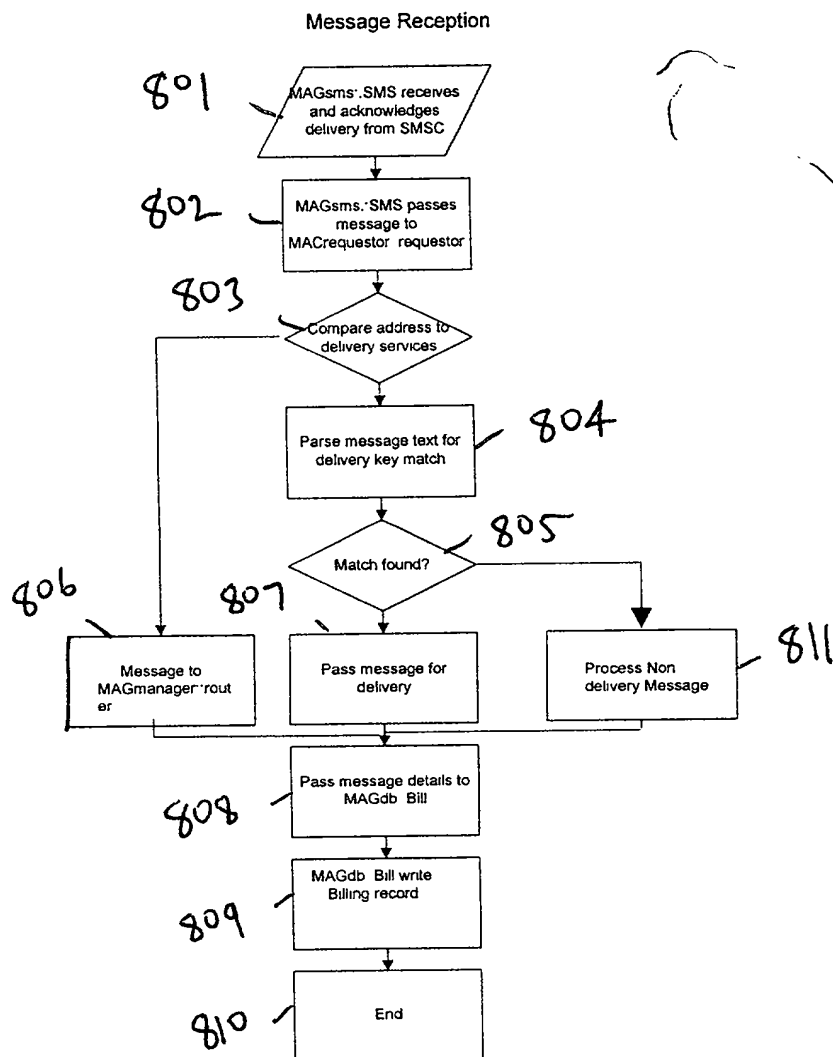 Message Reception
801
MAGsms:.SMS receives
and acknowledges
delivery from SMSC
802
MAGsms.:SMS passes
message to
MACrequestor requestor
803
Compare address to
delivery services
804
Parse message text for
delivery key match
805
Match found?
806
Message to
MAGmanager:rout
er
807
Pass message for
delivery
811
Process Non
delivery Message
808
Pass message details to
MAGdb Bill
809
MAGdb Bill write
Billing record
810
End